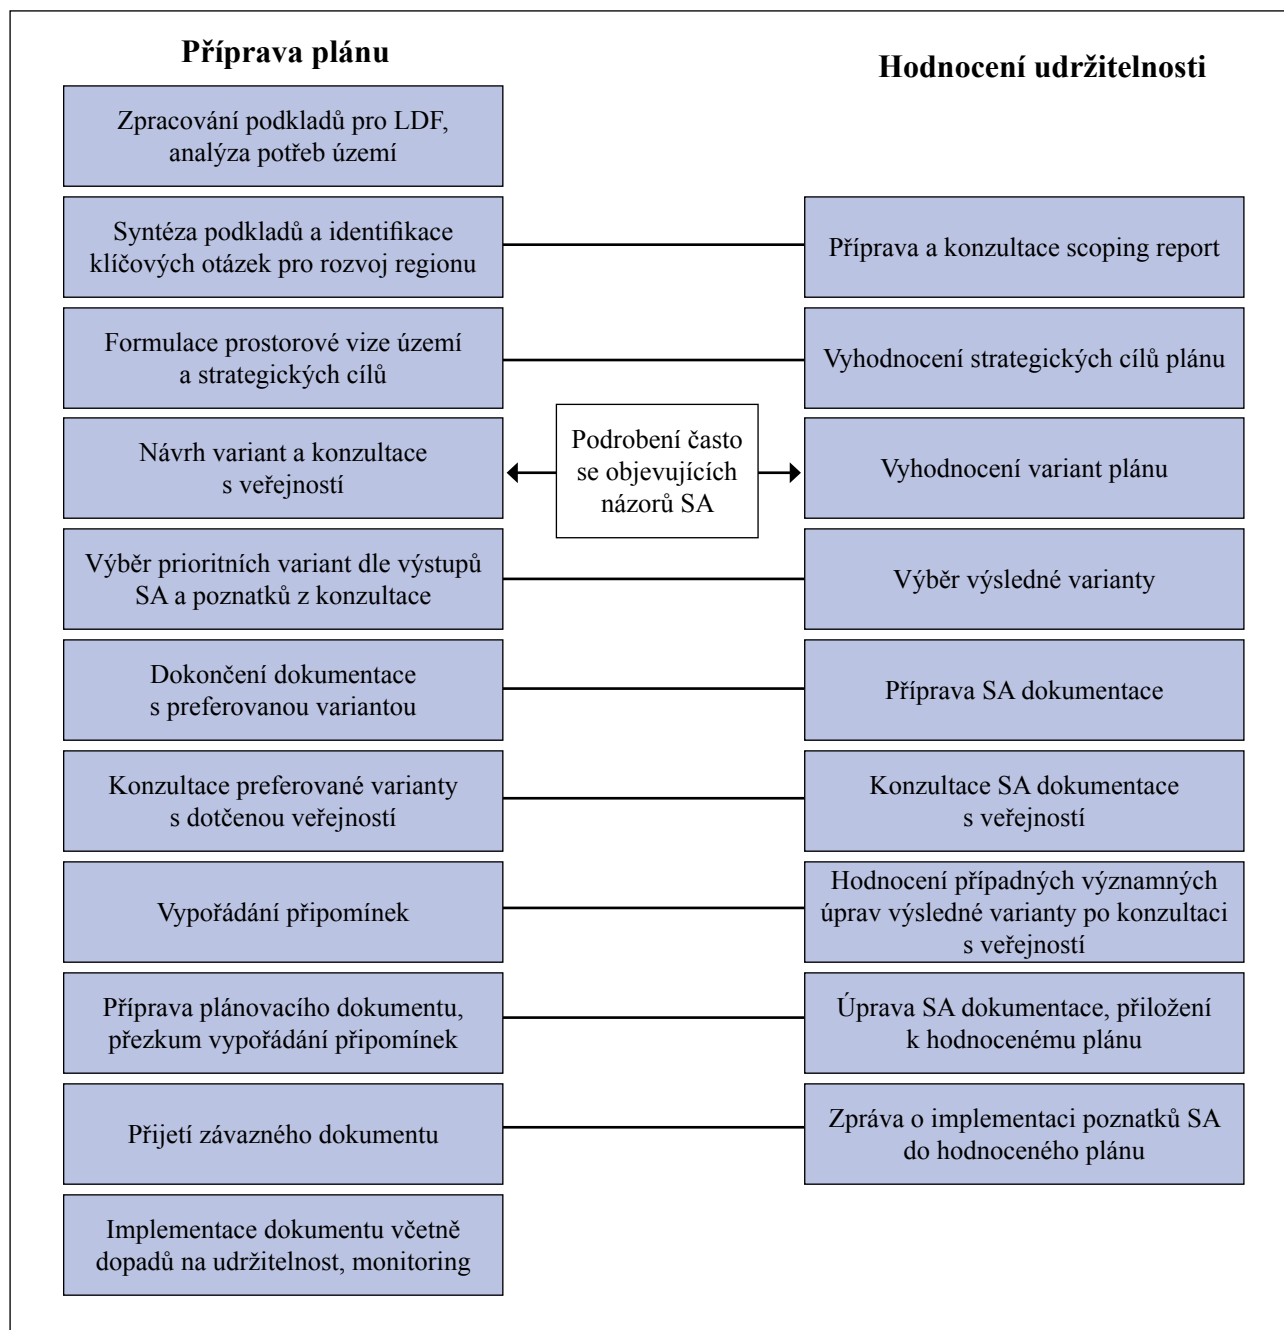 Příprava plánu
Hodnocení udržitelnosti
Zpracování podkladů pro LDF,
analýza potřeb území
Syntéza podkladů a identifikace
klíčových otázek pro rozvoj regionu
Příprava a konzultace scoping report
Formulace prostorové vize území
a strategických cílů
Vyhodnocení strategických cílů plánu
Návrh variant a konzultace
s veřejností
Podrobení často
se objevujících
názorů SA
Vyhodnocení variant plánu
Výběr prioritních variant dle výstupů
SA a poznatků z konzultace
Výběr výsledné varianty
Dokončení dokumentace
s preferovanou variantou
Příprava SA dokumentace
Konzultace preferované varianty
s dotčenou veřejností
Konzultace SA dokumentace
s veřejností
Vypořádání připomínek
Hodnocení případných významných
úprav výsledné varianty po konzultaci
s veřejností
Příprava plánovacího dokumentu,
přezkum vypořádání připomínek
Úprava SA dokumentace, přiložení
k hodnocenému plánu
Přijetí závazného dokumentu
Zpráva o implementaci poznatků SA
do hodnoceného plánu
Implementace dokumentu včetně
dopadů na udržitelnost, monitoring